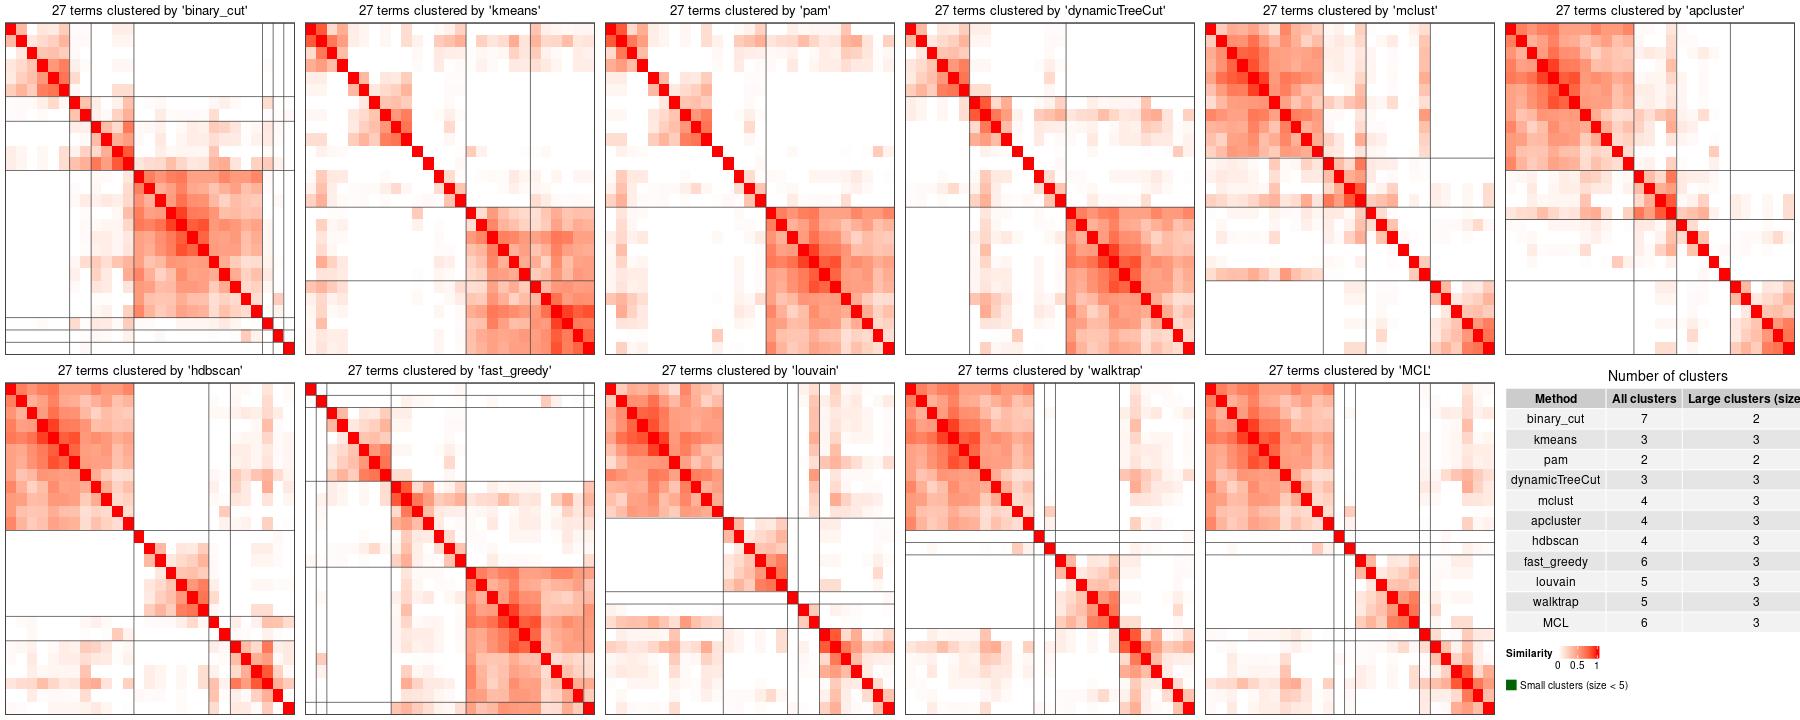 27 terms clustered by 'binary_cut'
27 terms clustered by 'kmeans'
27 terms clustered by 'pam'
27 terms clustered by 'dynamicTreeCut'
27 terms clustered by 'mclust'
27 terms clustered by 'apcluster'
27 terms clustered by 'hdbscan'
27 terms clustered by 'fast_greedy'
27 terms clustered by 'louvain'
27 terms clustered by 'walktrap'
27 terms clustered by 'MCL'
Number of clusters
Method All clusters Large clusters (size
binary_cut 7 2
kmeans 3 3
pam 2 2
dynamicTreeCut 3 3
mclust 4 3
apcluster 4 3
hdbscan 4 3
fast_greedy 6 3
louvain 5 3
walktrap 5 3
MCL 6 3
Similarity
0 0.5 1
Small clusters (size < 5)